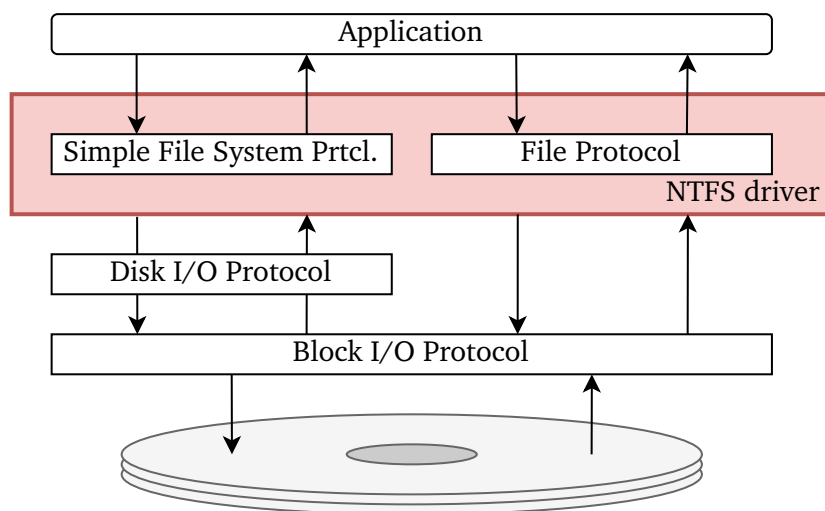 Application
Simple File System Prtcl.
File Protocol
NTFS driver
Disk I/O Protocol
Block I/O Protocol